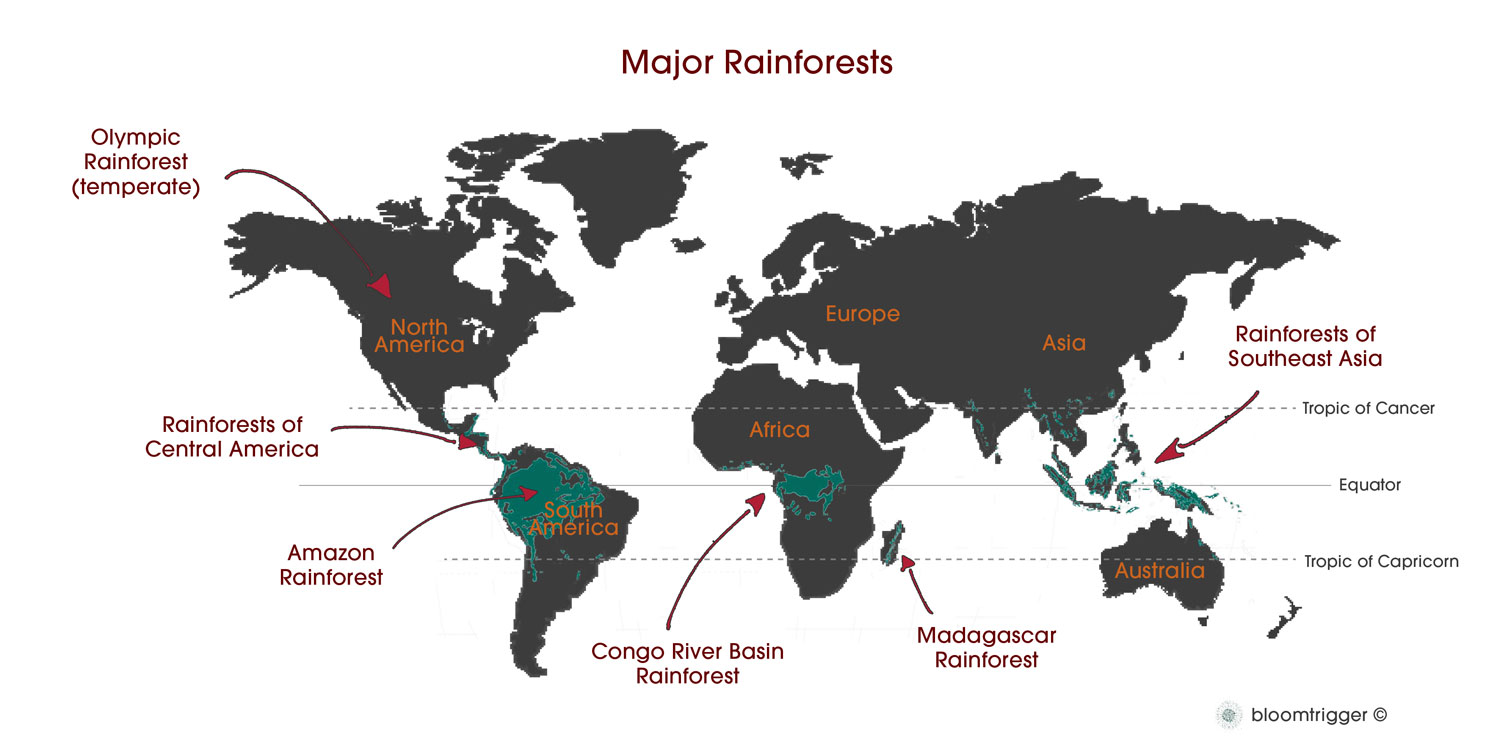 Major Rainforests
Olympic
Rainforest
(temperate)
North
America
Europe
Asia
Rainforests of
Southeast Asia
Tropic of Cancer
Rainforests of
Central America
Africa
Equator
South
America
Amazon
Rainforest
Tropic of Capricorn
Australia
Congo River Basin
Rainforest
Madagascar
Rainforest
bloomtrigger ©